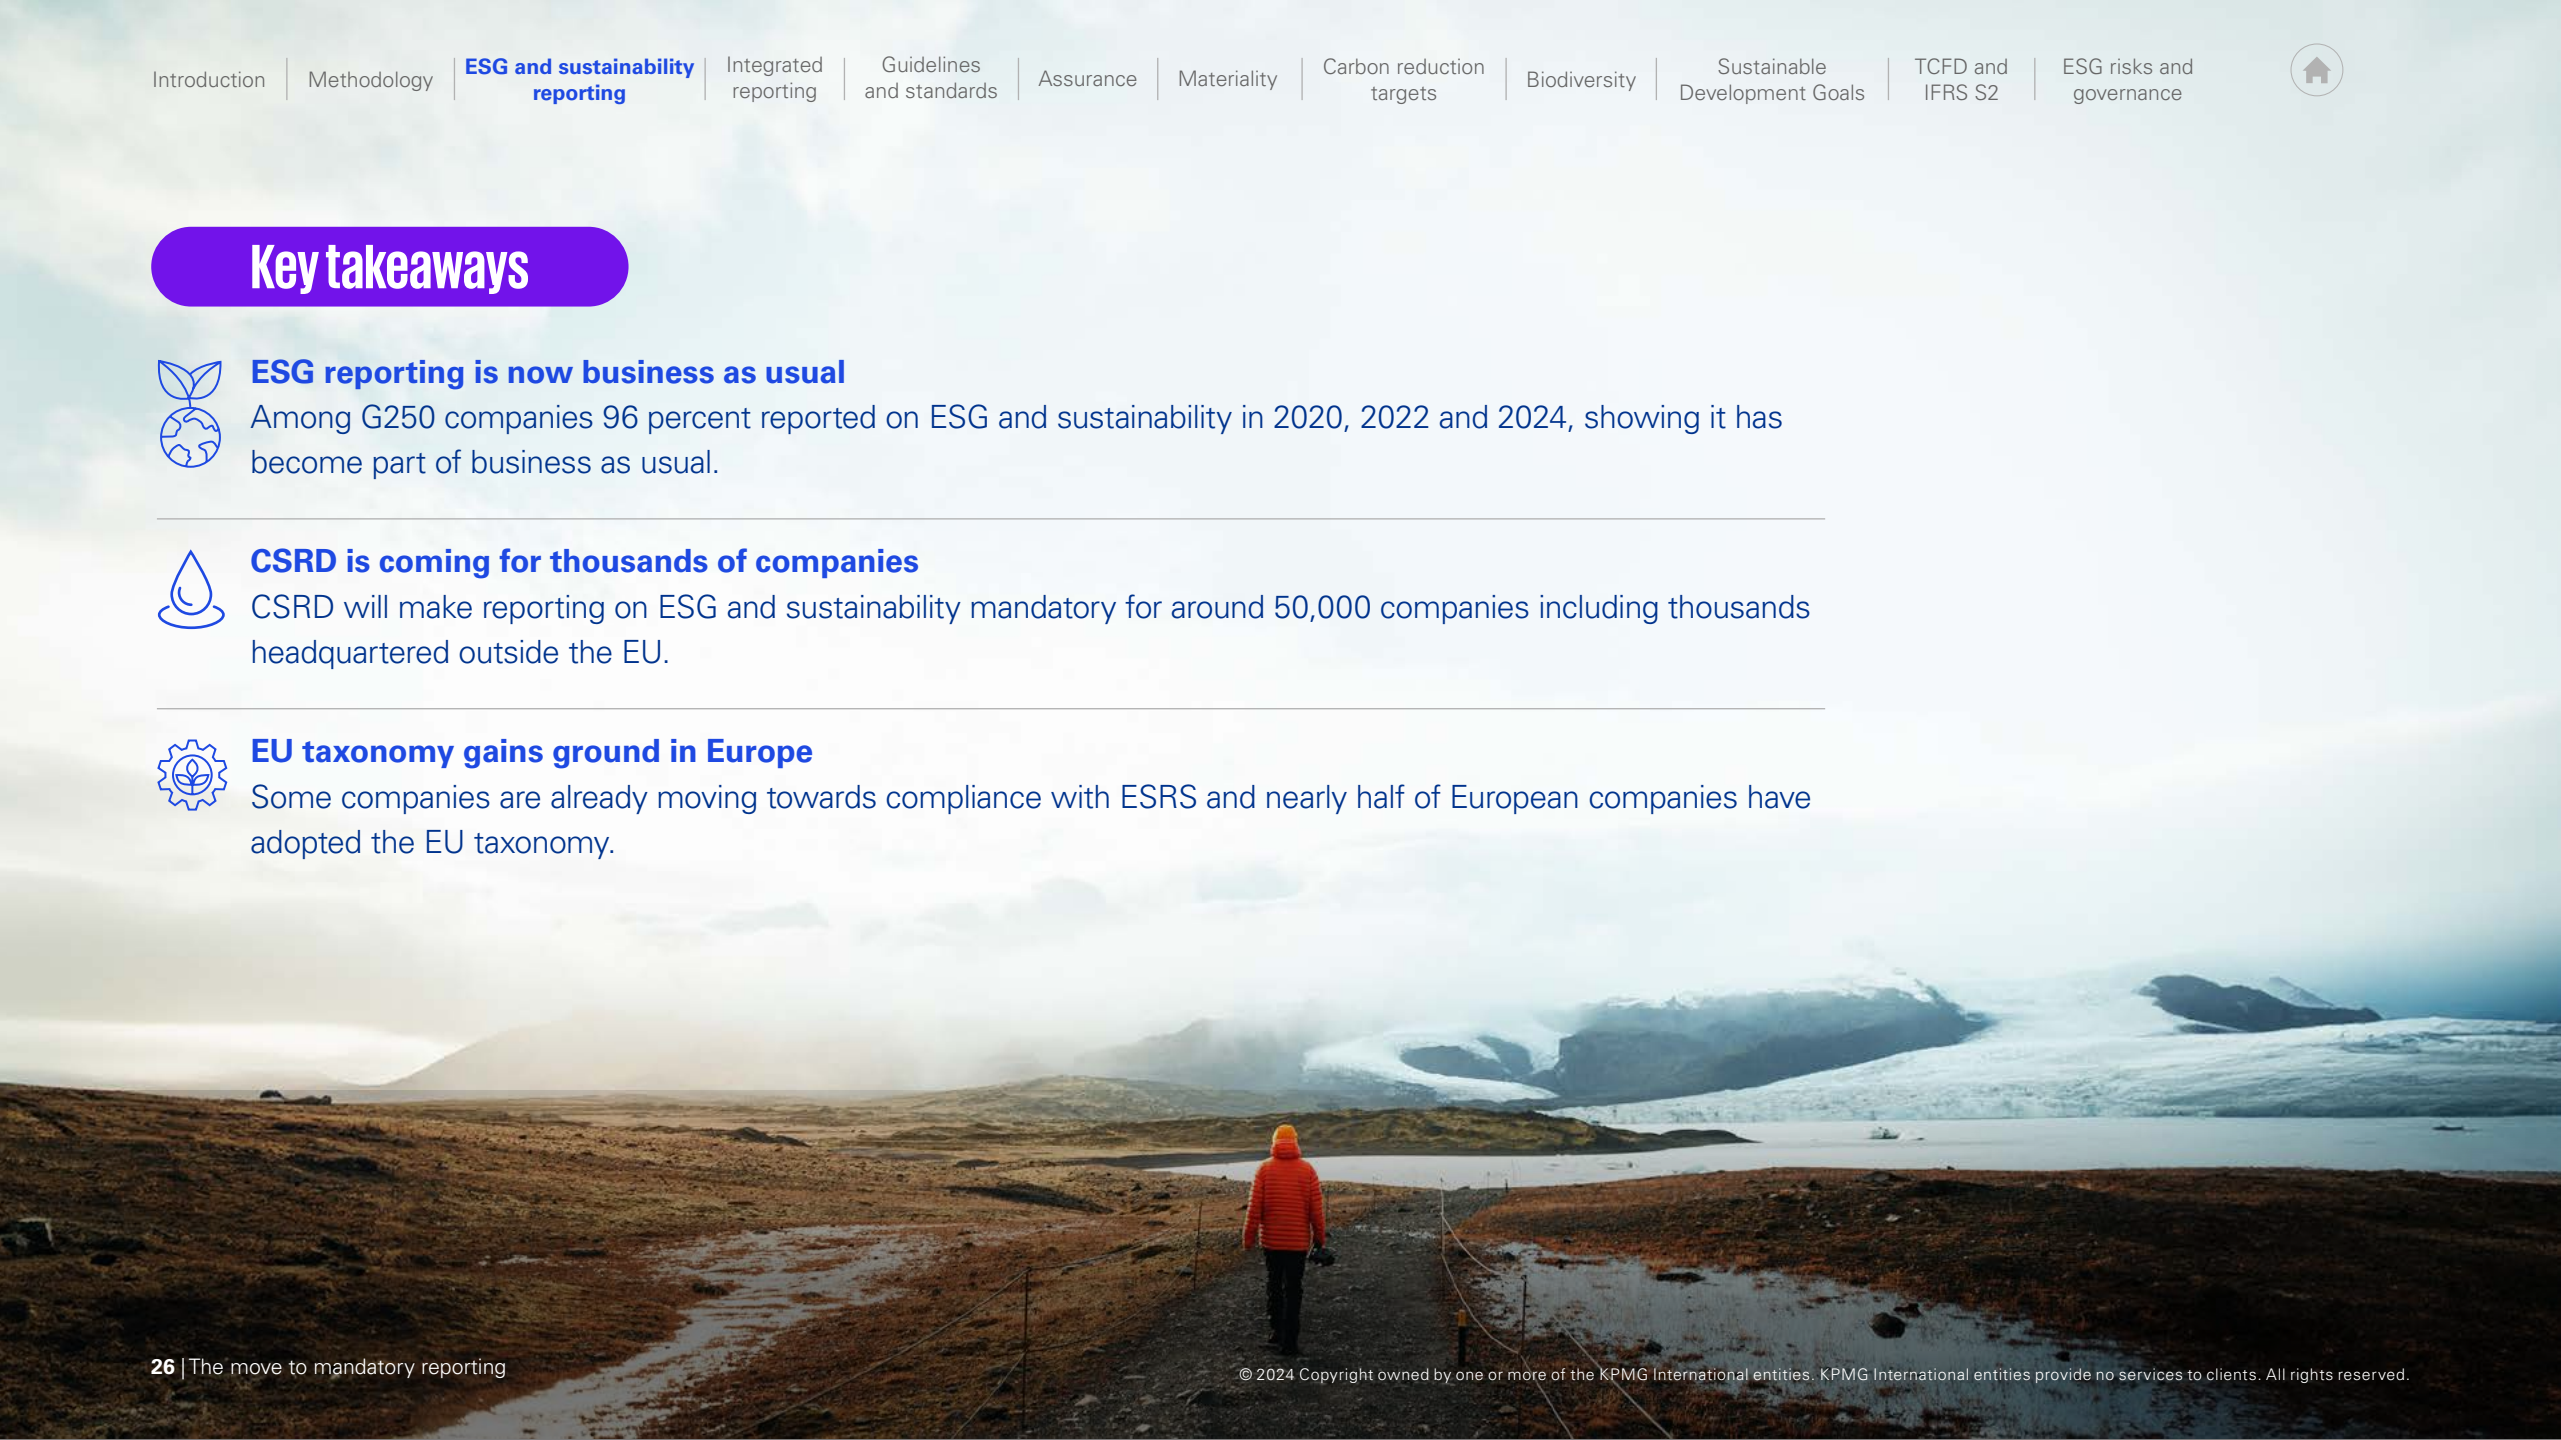 Introduction
Methodology
ESG and sustainability
reporting
Integrated
reporting
Guidelines
and standards
Assurance
Materiality
Carbon reduction
targets
Biodiversity
Sustainable
Development Goals
TCFD and
IFRS S2
ESG risks and
governance
Key takeaways
ESG reporting is now business as usual
Among G250 companies 96 percent reported on ESG and sustainability in 2020, 2022 and 2024, showing it has
become part of business as usual.
CSRD is coming for thousands of companies
CSRD will make reporting on ESG and sustainability mandatory for around 50,000 companies including thousands
headquartered outside the EU.
EU taxonomy gains ground in Europe
Some companies are already moving towards compliance with ESRS and nearly half of European companies have
adopted the EU taxonomy.
26 | The move to mandatory reporting
© 2024 Copyright owned by one or more of the KPMG International entities. KPMG International entities provide no services to clients. All rights reserved.